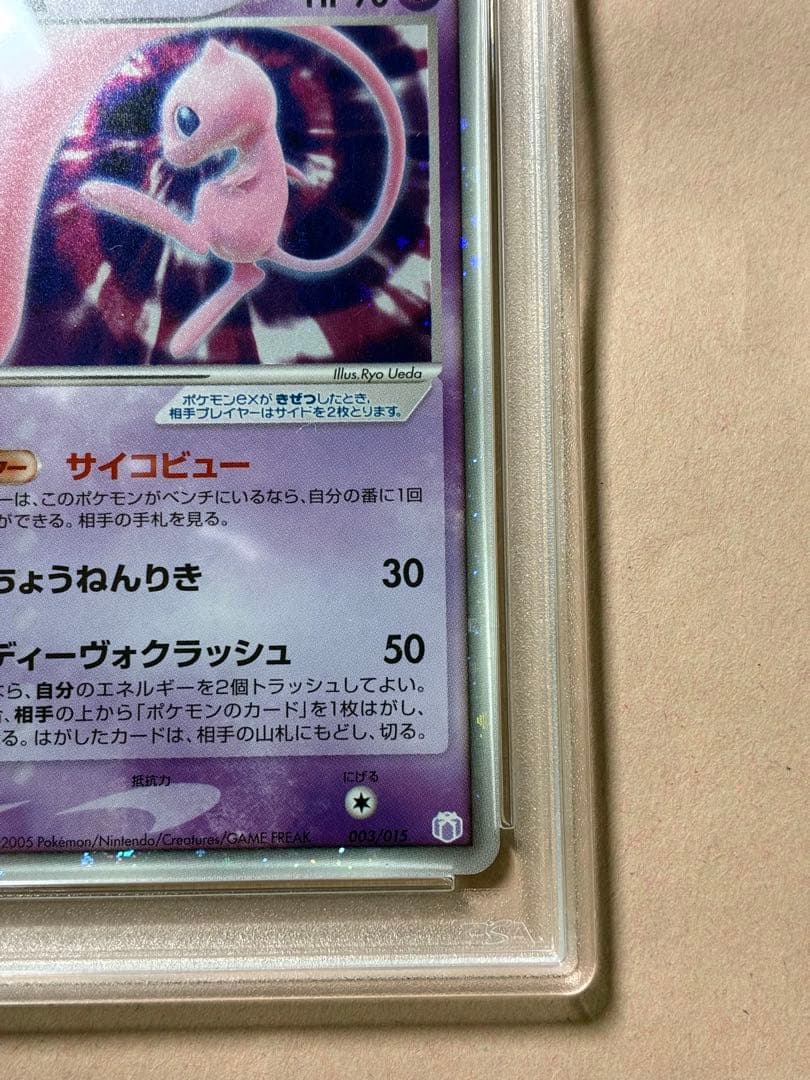 HP 90
Illus.Ryo Ueda
ポケモンexが きぜつしたとき、
相手プレイヤーはサイドを2枚とります。
ー サイコビュー
ーは、このポケモンがベンチにいるなら、自分の番に1回
ができる。相手の手札を見る。
ちょうねんりき 30
ディーヴォクラッシュ 50
なら、自分のエネルギーを2個トラッシュしてよい。
、相手の上から「ポケモンのカード」を1枚はがし、
る。はがしたカードは、相手の山札にもどし、切る。
抵抗力 にげる
2005 Pokémon/Nintendo/Creatures/GAME FREAK 003/015
PSA